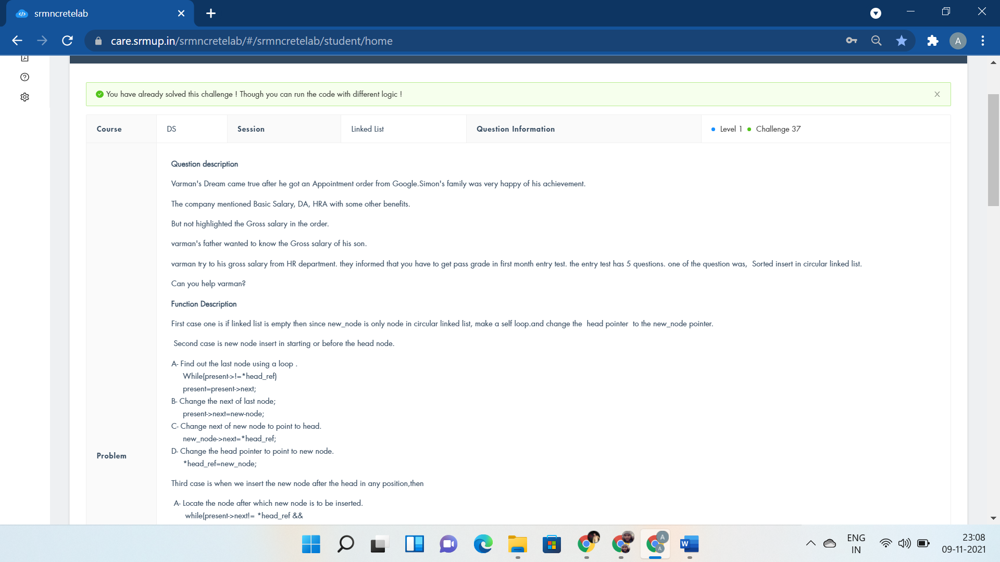 srmncretelab
care.srmup.in/srmncretelab/#/srmncretelab/student/home
A
You have already solved this challenge ! Though you can run the code with different logic !
Course DS Session Linked List Question Information Level 1 Challenge 37
Question description
Varman's Dream came true after he got an Appointment order from Google.Simon's family was very happy of his achievement.
The company mentioned Basic Salary, DA, HRA with some other benefits.
But not highlighted the Gross salary in the order.
varman's father wanted to know the Gross salary of his son.
varman try to his gross salary from HR department. they informed that you have to get pass grade in first month entry test. the entry test has 5 questions. one of the question was, Sorted insert in circular linked list.
Can you help varman?
Function Description
First case one is if linked list is empty then since new_node is only node in circular linked list, make a self loop.and change the head pointer to the new_node pointer.
Second case is new node insert in starting or before the head node.
A- Find out the last node using a loop .
While(present->!=*head_ref)
present=present->next;
B- Change the next of last node;
present->next=new-node;
C- Change next of new node to point to head.
new_node->next=*head_ref;
D- Change the head pointer to point to new node.
Problem
*head_ref=new_node;
Third case is when we insert the new node after the head in any position,then
A- Locate the node after which new node is to be inserted.
while(present->next!= *head_ref &&
A
A
W
ENG
IN
23:08
09-11-2021